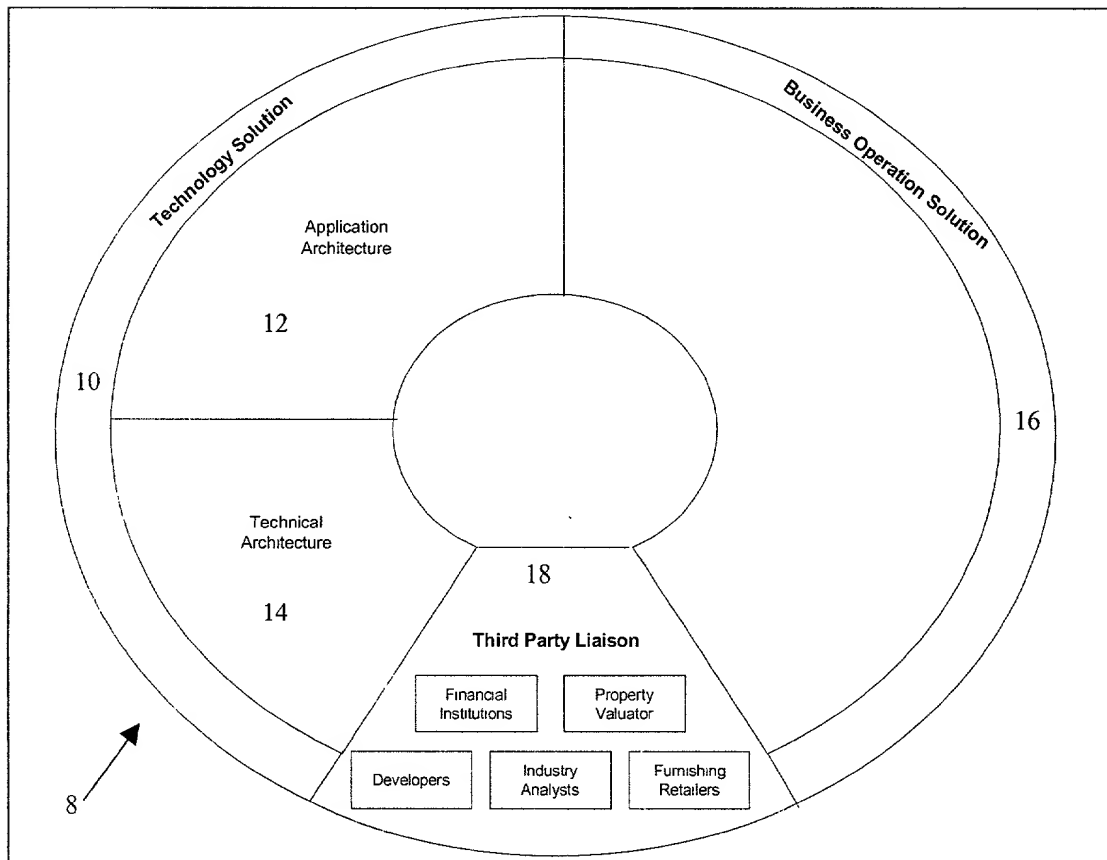 Technology Solution
Business Operation Solution
Application
Architecture
12
10
16
Technical
Architecture
14
18
Third Party Liaison
Financial
Institutions
Property
Valuator
Developers
Industry
Analysts
Furnishing
Retailers
8